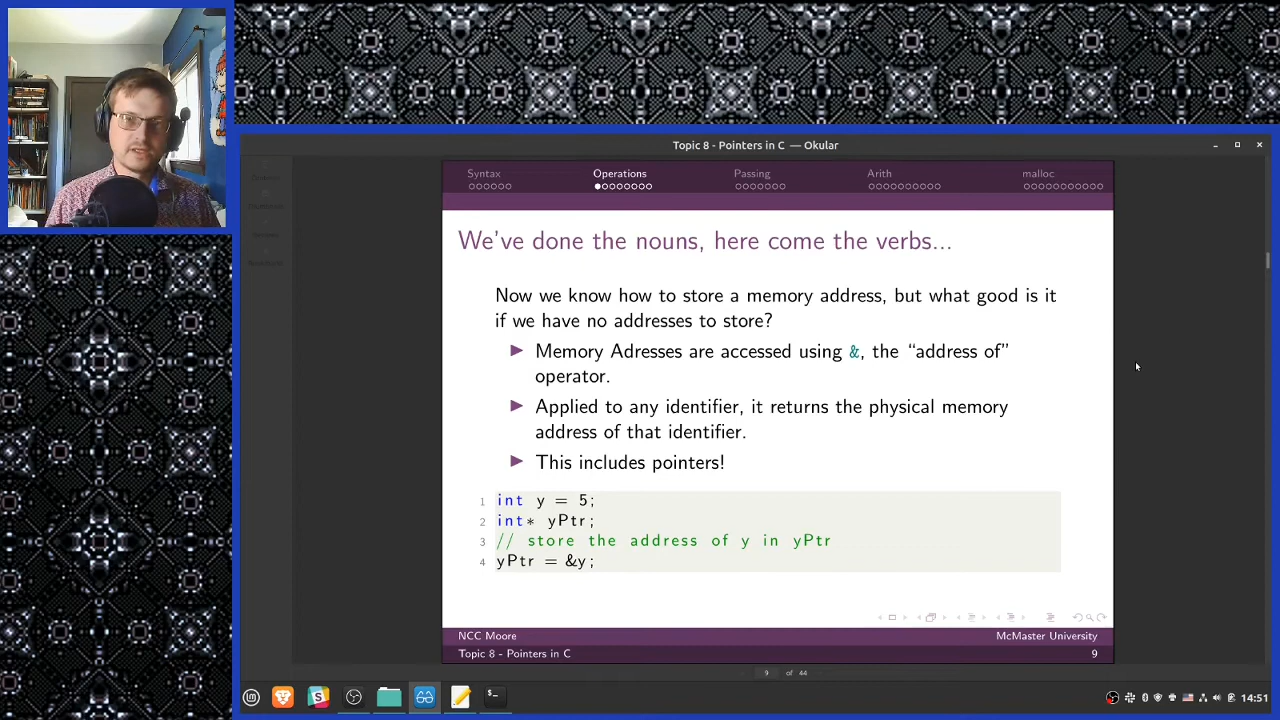 Topic 8 - Pointers in C — Okular
Syntax Operations Passing Arith malloc
We've done the nouns, here come the verbs...
Now we know how to store a memory address, but what good is it
if we have no addresses to store?
Memory Adresses are accessed using &, the “address of”
operator.
Applied to any identifier, it returns the physical memory
address of that identifier.
This includes pointers!
1 int y = 5;
2 int* yPtr;
3 // store the address of y in yPtr
4 yPtr = &y;
NCC Moore McMaster University
Topic 8 - Pointers in C 9
9 of 44
14:51